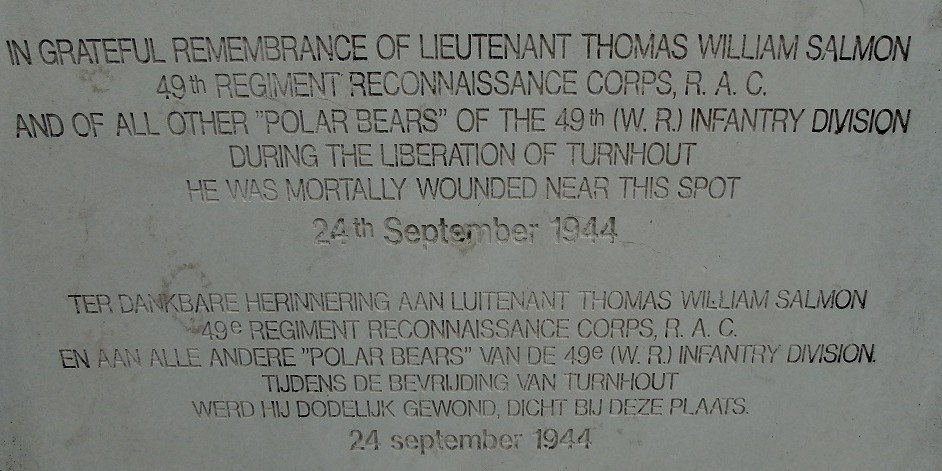 IN GRATEFUL REMEMBRANCE OF LIEUTENANT THOMAS WILLIAM SALMON
49th REGIMENT RECONNAISSANCE CORPS, R. A. C.
AND OF ALL OTHER "POLAR BEARS" OF THE 49th (W. R.) INFANTRY DIVISION
DURING THE LIBERATION OF TURNHOUT
HE WAS MORTALLY WOUNDED NEAR THIS SPOT
24th September 1944
TER DANKBARE HERINNERING AAN LUITENANT THOMAS WILLIAM SALMON
49e REGIMENT RECONNAISSANCE CORPS, R. A. C.
EN AAN ALLE ANDERE "POLAR BEARS" VAN DE 49e (W. R.) INFANTRY DIVISION.
TIJDENS DE BEVRIJDING VAN TURNHOUT
WERD HIJ DODELIJK GEWOND, DICHT BIJ DEZE PLAATS.
24 september 1944